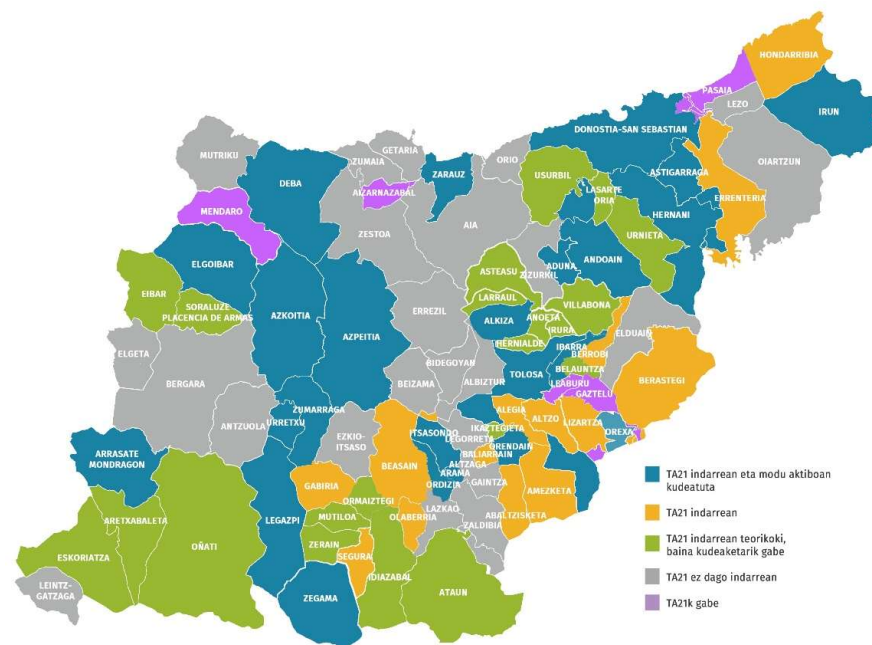 HONDARRIBIA
PASAIA
LEZO
IRUN
DONOSTIA-SAN SEBASTIAN
OIARTZUN
MUTRIKU
GETARIA
ZUMAIA
ORIO
DEBA
ZARAUZ
AIZARNAZABAL
USURBIL
LASARTE
ORIA
ASTIGARRAGA
ERRENTERIA
HERNANI
MENDARO
ZESTOA
AIA
URNIETA
ELGOIBAR
ANDOAIN
ADUNA
ZIZURKIL
ASTEASU
EIBAR
SORALUZE
PLACENCIA DE ARMAS
AZKOITIA
AZPEITIA
ERREZIL
LARRAUL
VILLABONA
ALKIZA
ANOETA
IRURA
ELDUAIN
HERNIALDE
IBARRA
BERROBI
ELGETA
BERGARA
BIDEGOYAN
BELAUNTZA
BEIZAMA
ALBIZTUR
TOLOSA
LEABURU
GAZTELU
BERASTEGI
ANTZUOLA
URRETXU
ZUMARRAGA
ALEGIA
ALTZO
LIZARTZA
OREXA
EZKIO-
ITSASO
ITSASONDO
IKAZTEGIETA
LEGORRETA
ORENDAIN
ARRASATE
MONDRAGON
BEASAIN
BALIARRAIN
ALTZAGA
ARAMA
ORDIZIA
GAINTZA
GABIRIA
AMEZKETA
ORMAIZTEGI
LEGAZPI
MUTILOA
OLABERRIA
LAZKAO
ABALTZISKETA
ZALDIBIA
ARETXABALETA
OÑATI
ZERAIN
SEGURA
ESKORIATZA
IDIAZABAL
ATAUN
LEINTZ-
GATZAGA
ZEGAMA
TA21 indarrean eta modu aktiboan
kudeatuta
TA21 indarrean
TA21 indarrean teorikoki,
baina kudeaketarik gabe
TA21 ez dago indarrean
TA21k gabe